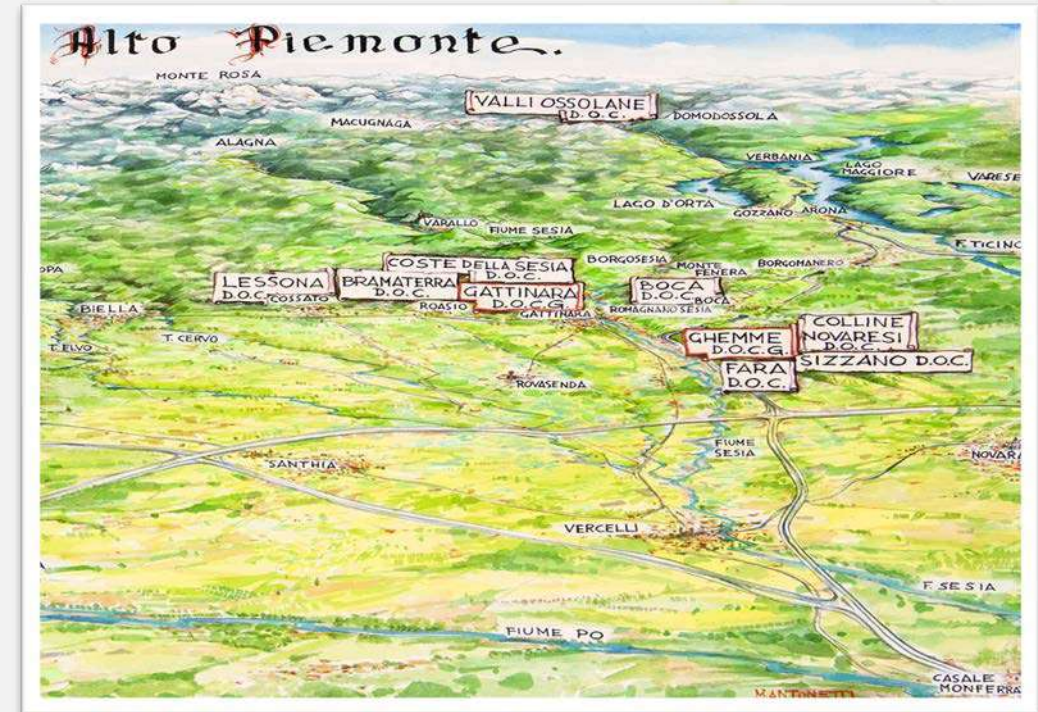 Alto Piemonte.
MONTE ROSA
VALLI OSSOLANE
D.O.C.
DOMODOSSOLA
MACUGNAGA
ALAGNA
VERBANIA
LAGO
MAGGIORE
VARESE
LAGO D'ORTA
GOZZANO
ARONA
VARALLO
FIUME SESIA
F. TICINO
COSTE DELLA SESIA
D.O.C.
BORGOSESIA
MONTE
FENERA
BORGOMANERO
LESSONA
D.O.C.
COSSATO
BRAMATERRA
D.O.C.
GATTINARA
D.O.C.G.
BOCA
D.O.C.
BOCA
BIELLA
ROASIO
GATTINARA
ROMAGNANO SESIA
T. ELVO
T. CERVO
GHEMME
D.O.C.G.
COLLINE
NOVARESI
D.O.C.
SIZZANO D.O.C.
FARA
D.O.C.
ROVASENDA
FIUME
SESIA
SANTHIA
NOVARA
VERCELLI
F. SESIA
FIUME PO
CASALE
MONFERRA